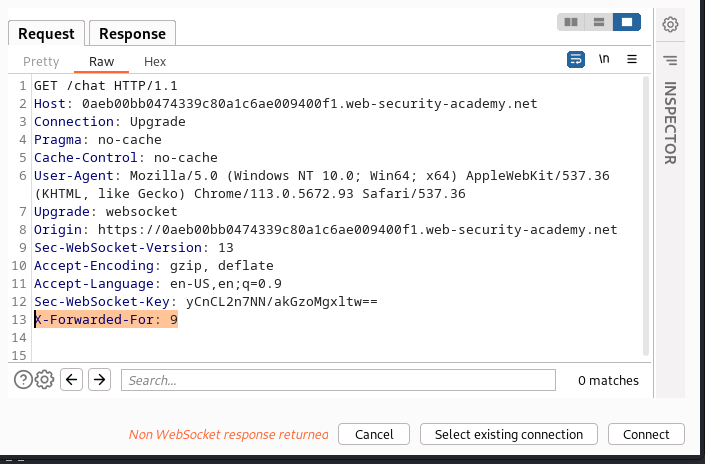 Request Response
Pretty Raw Hex \n
1 GET /chat HTTP/1.1
2 Host: 0aeb00bb0474339c80a1c6ae009400f1.web-security-academy.net
3 Connection: Upgrade
4 Pragma: no-cache
5 Cache-Control: no-cache
6 User-Agent: Mozilla/5.0 (Windows NT 10.0; Win64; x64) AppleWebKit/537.36
(KHTML, like Gecko) Chrome/113.0.5672.93 Safari/537.36
7 Upgrade: websocket
8 Origin: https://0aeb00bb0474339c80a1c6ae009400f1.web-security-academy.net
9 Sec-WebSocket-Version: 13
10 Accept-Encoding: gzip, deflate
11 Accept-Language: en-US,en;q=0.9
12 Sec-WebSocket-Key: yCnCL2n7NN/akGzoMgxltw==
13 X-Forwarded-For: 9
14
15
Search... 0 matches
Non WebSocket response returned Cancel Select existing connection Connect
INSPECTOR